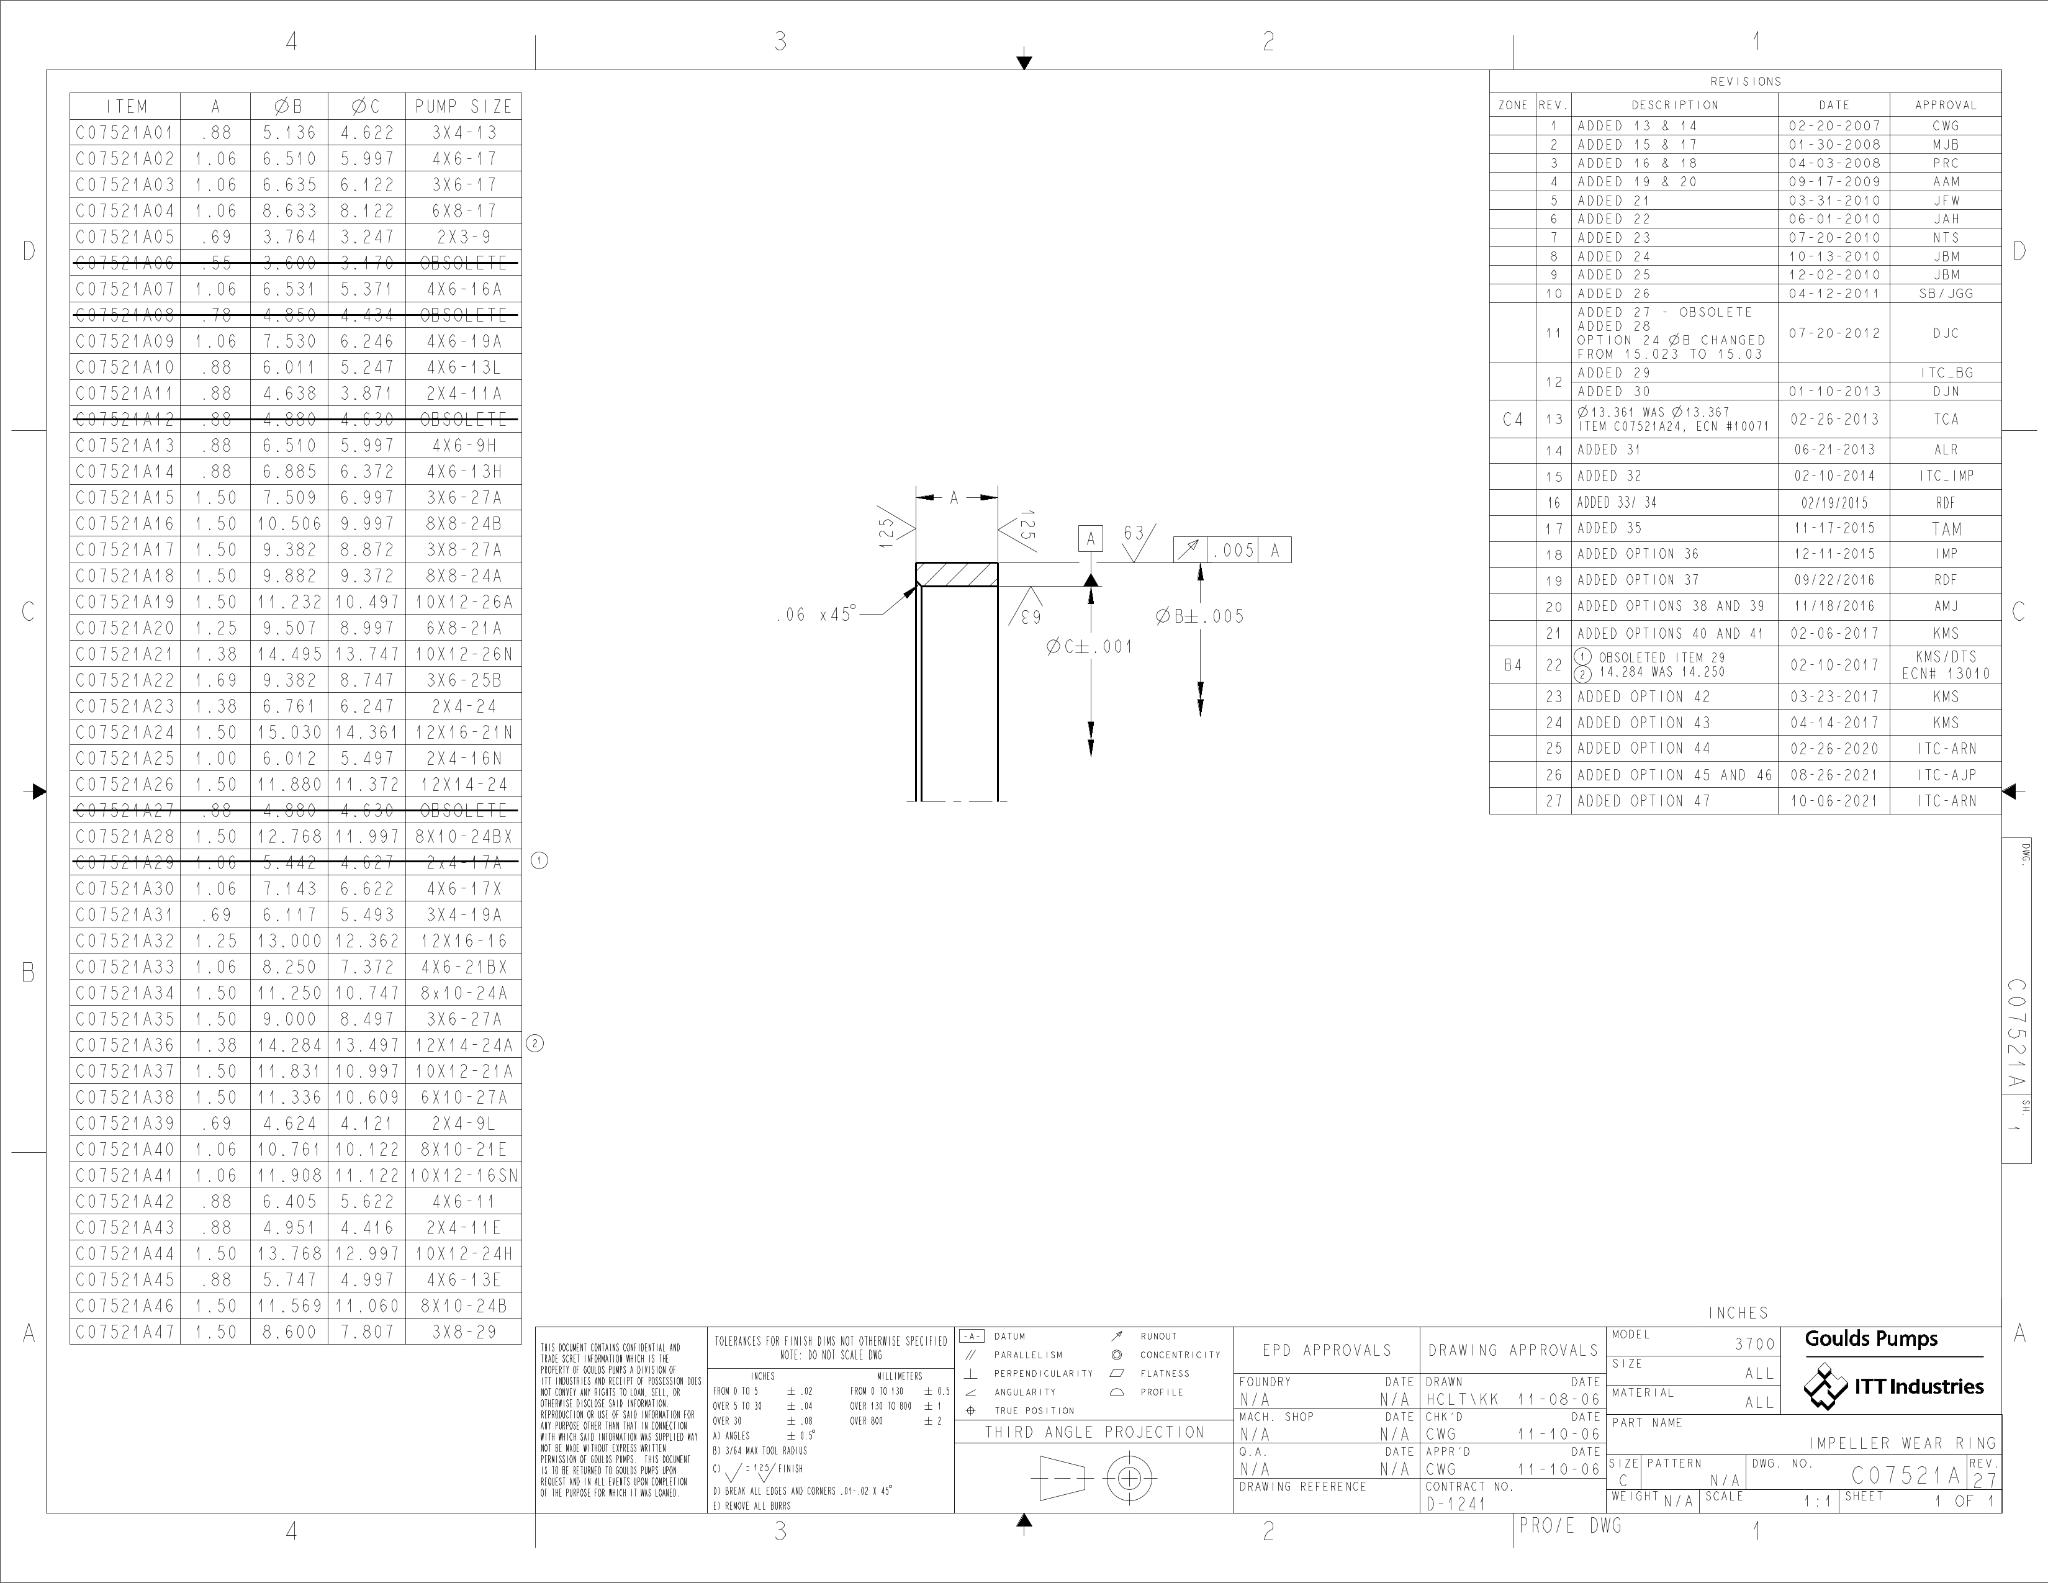 4 3 2 1
ITEM A ØB ØC PUMP SIZE
C07521A01 .88 5.136 4.622 3X4-13
C07521A02 1.06 6.510 5.997 4X6-17
C07521A03 1.06 6.635 6.122 3X6-17
C07521A04 1.06 8.633 8.122 6X8-17
C07521A05 .69 3.764 3.247 2X3-9
C07521A06 .55 3.600 3.170 OBSOLETE
C07521A07 1.06 6.531 5.371 4X6-16A
C07521A08 .78 4.850 4.434 OBSOLETE
C07521A09 1.06 7.530 6.246 4X6-19A
C07521A10 .88 6.011 5.247 4X6-13L
C07521A11 .88 4.638 3.871 2X4-11A
C07521A12 .88 4.880 4.630 OBSOLETE
C07521A13 .88 6.510 5.997 4X6-9H
C07521A14 .88 6.885 6.372 4X6-13H
C07521A15 1.50 7.509 6.997 3X6-27A
C07521A16 1.50 10.506 9.997 8X8-24B
C07521A17 1.50 9.382 8.872 3X8-27A
C07521A18 1.50 9.882 9.372 8X8-24A
C07521A19 1.50 11.232 10.497 10X12-26A
C07521A20 1.25 9.507 8.997 6X8-21A
C07521A21 1.38 14.495 13.747 10X12-26N
C07521A22 1.69 9.382 8.747 3X6-25B
C07521A23 1.38 6.761 6.247 2X4-24
C07521A24 1.50 15.030 14.361 12X16-21N
C07521A25 1.00 6.012 5.497 2X4-16N
C07521A26 1.50 11.880 11.372 12X14-24
C07521A27 .88 4.880 4.630 OBSOLETE
C07521A28 1.50 12.768 11.997 8X10-24BX
C07521A29 1.06 5.442 4.627 2x4-17A 1
C07521A30 1.06 7.143 6.622 4X6-17X
C07521A31 .69 6.117 5.493 3X4-19A
C07521A32 1.25 13.000 12.362 12X16-16
C07521A33 1.06 8.250 7.372 4X6-21BX
C07521A34 1.50 11.250 10.747 8x10-24A
C07521A35 1.50 9.000 8.497 3X6-27A
C07521A36 1.38 14.284 13.497 12X14-24A 2
C07521A37 1.50 11.831 10.997 10X12-21A
C07521A38 1.50 11.336 10.609 6X10-27A
C07521A39 .69 4.624 4.121 2X4-9L
C07521A40 1.06 10.761 10.122 8X10-21E
C07521A41 1.06 11.908 11.122 10X12-16SN
C07521A42 .88 6.405 5.622 4X6-11
C07521A43 .88 4.951 4.416 2X4-11E
C07521A44 1.50 13.768 12.997 10X12-24H
C07521A45 .88 5.747 4.997 4X6-13E
C07521A46 1.50 11.569 11.060 8X10-24B
C07521A47 1.50 8.600 7.807 3X8-29
D
C
B
A
A
125
125
A
63
.005 A
.06 x45°
63
ØB±.005
ØC±.001
REVISIONS
ZONE REV. DESCRIPTION DATE APPROVAL
1 ADDED 13 & 14 02-20-2007 CWG
2 ADDED 15 & 17 01-30-2008 MJB
3 ADDED 16 & 18 04-03-2008 PRC
4 ADDED 19 & 20 09-17-2009 AAM
5 ADDED 21 03-31-2010 JFW
6 ADDED 22 06-01-2010 JAH
7 ADDED 23 07-20-2010 NTS
8 ADDED 24 10-13-2010 JBM
9 ADDED 25 12-02-2010 JBM
10 ADDED 26 04-12-2011 SB/JGG
11 ADDED 27 - OBSOLETE
ADDED 28
OPTION 24 ØB CHANGED
FROM 15.023 TO 15.03 07-20-2012 DJC
12 ADDED 29 ITC_BG
ADDED 30 01-10-2013 DJN
C4 13 Ø13.361 WAS Ø13.367
ITEM C07521A24, ECN #10071 02-26-2013 TCA
14 ADDED 31 06-21-2013 ALR
15 ADDED 32 02-10-2014 ITC_IMP
16 ADDED 33/ 34 02/19/2015 RDF
17 ADDED 35 11-17-2015 TAM
18 ADDED OPTION 36 12-11-2015 IMP
19 ADDED OPTION 37 09/22/2016 RDF
20 ADDED OPTIONS 38 AND 39 11/18/2016 AMJ
21 ADDED OPTIONS 40 AND 41 02-06-2017 KMS
B4 22 1 OBSOLETED ITEM 29
2 14.284 WAS 14.250 02-10-2017 KMS/DTS
ECN# 13010
23 ADDED OPTION 42 03-23-2017 KMS
24 ADDED OPTION 43 04-14-2017 KMS
25 ADDED OPTION 44 02-26-2020 ITC-ARN
26 ADDED OPTION 45 AND 46 08-26-2021 ITC-AJP
27 ADDED OPTION 47 10-06-2021 ITC-ARN
D
C
A
DWG.
C07521A
SH.
1
THIS DOCUMENT CONTAINS CONFIDENTIAL AND
TRADE SCRET INFORMATION WHICH IS THE
PROPERTY OF GOULDS PUMPS A DIVISION OF
ITT INDUSTRIES AND RECEIPT OF POSSESSION DOES
NOT CONVEY ANY RIGHTS TO LOAN, SELL, OR
OTHERWISE DISCLOSE SAID INFORMATION.
REPRODUCTION OR USE OF SAID INFORMATION FOR
ANY PURPOSE OTHER THAN THAT IN CONNECTION
WITH WHICH SAID INFORMATION WAS SUPPLIED MAY
NOT BE MADE WITHOUT EXPRESS WRITTEN
PERMISSION OF GOULDS PUMPS. THIS DOCUMENT
IS TO BE RETURNED TO GOULDS PUMPS UPON
REQUEST AND IN ALL EVENTS UPON COMPLETION
OF THE PURPOSE FOR WHICH IT WAS LOANED.
TOLERANCES FOR FINISH DIMS NOT OTHERWISE SPECIFIED
NOTE: DO NOT SCALE DWG
INCHES MILLIMETERS
FROM 0 TO 5 ± .02 FROM 0 TO 130 ± 0.5
OVER 5 TO 30 ± .04 OVER 130 TO 800 ± 1
OVER 30 ± .08 OVER 800 ± 2
A) ANGLES ± 0.5°
B) 3/64 MAX TOOL RADIUS
C) = 125/ FINISH
D) BREAK ALL EDGES AND CORNERS .01-.02 X 45°
E) REMOVE ALL BURRS
-A- DATUM RUNOUT
PARALLELISM CONCENTRICITY
PERPENDICULARITY FLATNESS
ANGULARITY PROFILE
TRUE POSITION
THIRD ANGLE PROJECTION
EPD APPROVALS
FOUNDRY DATE
N/A N/A
MACH. SHOP DATE
N/A N/A
Q.A. DATE
N/A N/A
DRAWING REFERENCE
DRAWING APPROVALS
DRAWN DATE
HCLT\KK 11-08-06
CHK'D DATE
CWG 11-10-06
APPR'D DATE
CWG 11-10-06
CONTRACT NO.
D-1241
INCHES
MODEL 3700
SIZE ALL
MATERIAL ALL
Goulds Pumps
ITT Industries
PART NAME
IMPELLER WEAR RING
SIZE C PATTERN N/A DWG. NO. C07521A REV. 27
WEIGHT N/A SCALE 1:1 SHEET 1 OF 1
4 3 2 PRO/E DWG 1